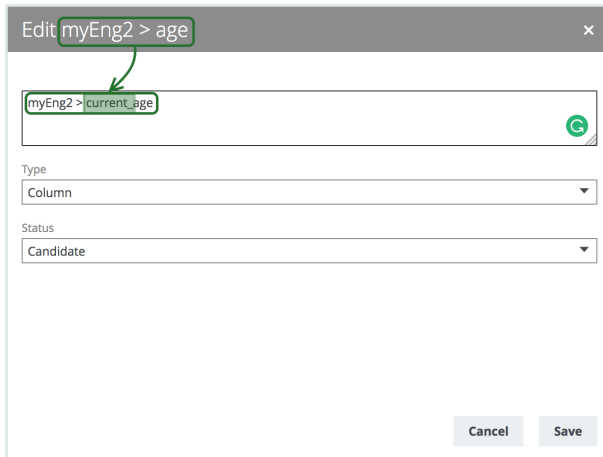 Edit myEng2 > age ×
myEng2 > current_age
Type
Column
Status
Candidate
Cancel Save